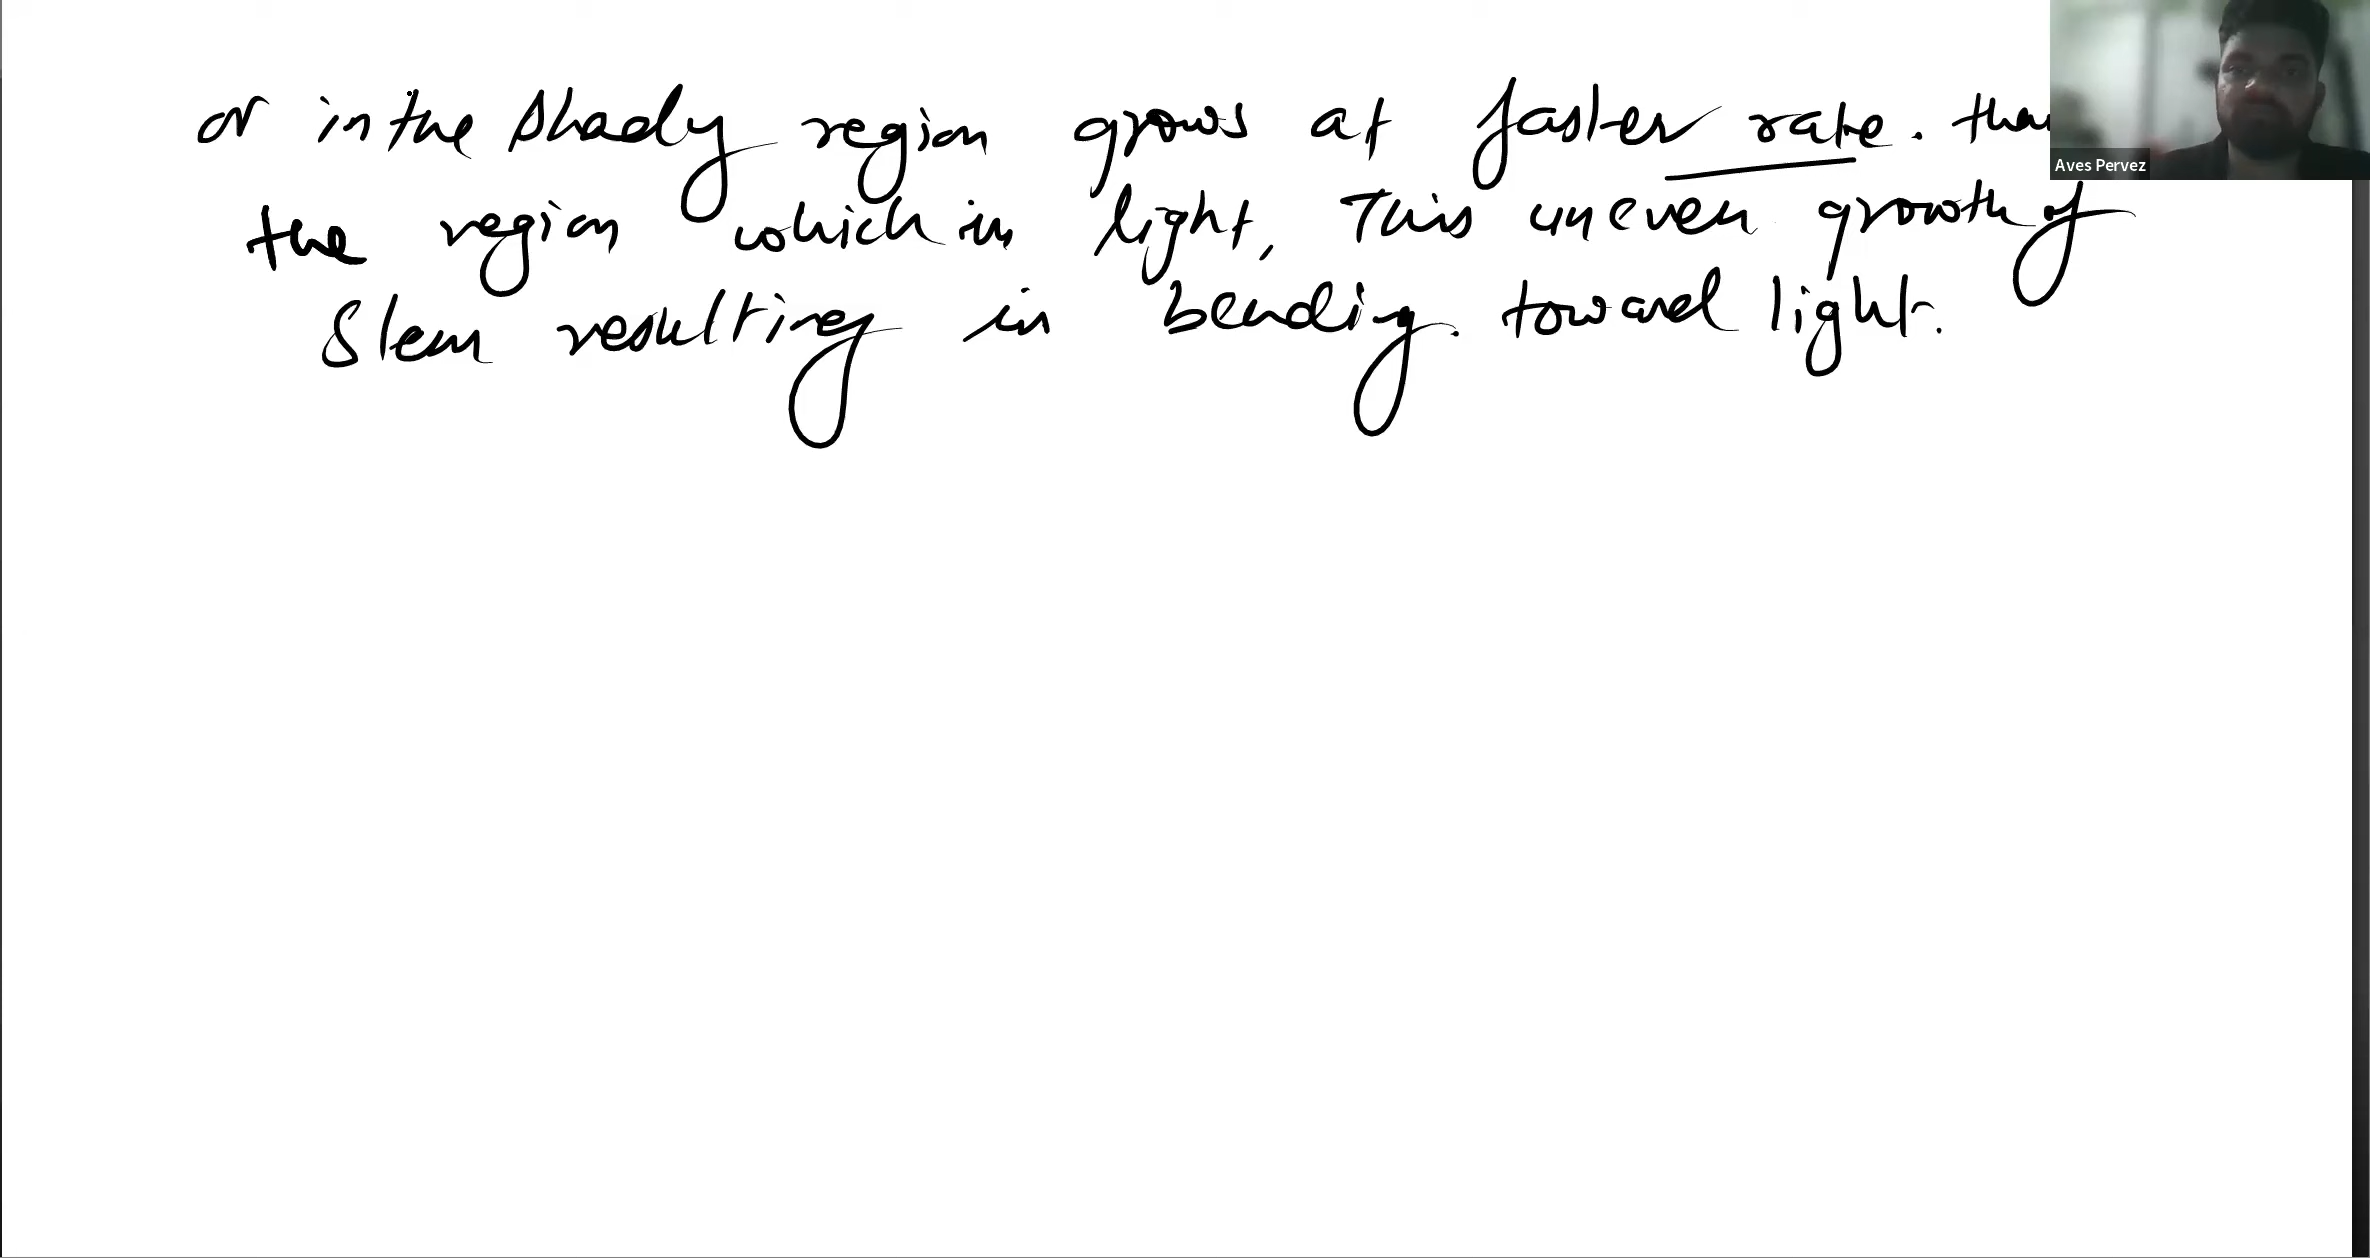 or in the shady region grows at faster rate. than
Aves Pervez
the region which in light, This uneven growth of
Stem resulting in bending. toward light.